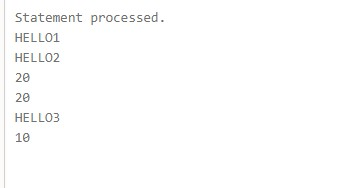 Statement processed.
HELLO1
HELLO2
20
20
HELLO3
10